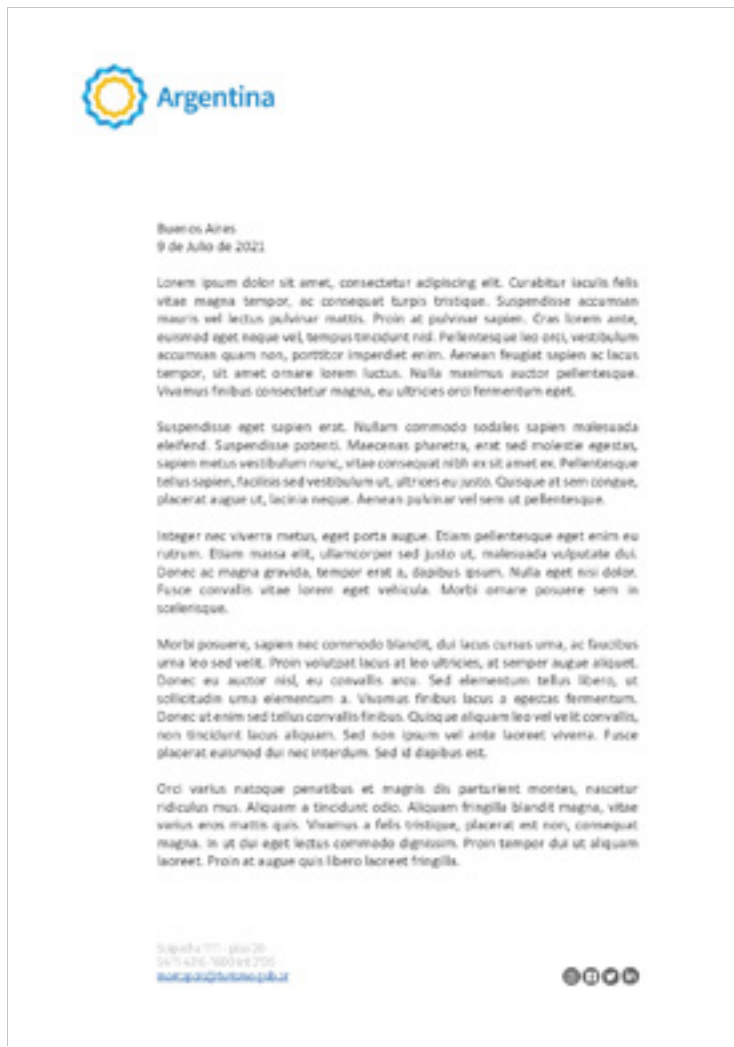 Argentina
Buenos Aires
9 de Julio de 2021
Lorem ipsum dolor sit amet, consectetur adipiscing elit. Curabitur iaculis felis
vitae magna tempor, ac consequat turpis tristique. Suspendisse accumsan
mauris vel lectus pulvinar mattis. Proin at pulvinar sapien. Cras lorem ante,
euismod eget neque vel, tempus tincidunt nisl. Pellentesque leo orci, vestibulum
accumsan quam non, porttitor imperdiet enim. Aenean feugiat sapien ac lacus
tempor, sit amet ornare lorem luctus. Nulla maximus auctor pellentesque.
Vivamus finibus consectetur magna, eu ultricies orci fermentum eget.
Suspendisse eget sapien erat. Nullam commodo sodales sapien malesuada
eleifend. Suspendisse potenti. Maecenas pharetra, erat sed molestie egestas,
sapien metus vestibulum nunc, vitae consequat nibh ex sit amet ex. Pellentesque
tellus sapien, facilisis sed vestibulum ut, ultrices eu justo. Quisque at sem congue,
placerat augue ut, lacinia neque. Aenean pulvinar vel sem ut pellentesque.
Integer nec viverra metus, eget porta augue. Etiam pellentesque eget enim eu
rutrum. Etiam massa elit, ullamcorper sed justo ut, malesuada vulputate dui.
Donec ac magna gravida, tempor erat a, dapibus ipsum. Nulla eget nisi dolor.
Fusce convallis vitae lorem eget vehicula. Morbi ornare posuere sem in
scelerisque.
Morbi posuere, sapien nec commodo blandit, dui lacus cursus urna, ac faucibus
urna leo sed velit. Proin volutpat lacus at leo ultricies, at semper augue aliquet.
Donec eu auctor nisl, eu convallis arcu. Sed elementum tellus libero, ut
sollicitudin urna elementum a. Vivamus finibus lacus a egestas fermentum.
Donec ut enim sed tellus convallis finibus. Quisque aliquam leo vel velit convallis,
non tincidunt lacus aliquam. Sed non ipsum vel ante laoreet viverra. Fusce
placerat euismod dui nec interdum. Sed id dapibus est.
Orci varius natoque penatibus et magnis dis parturient montes, nascetur
ridiculus mus. Aliquam a tincidunt odio. Aliquam fringilla blandit magna, vitae
varius eros mattis quis. Vivamus a felis tristique, placerat est non, consequat
magna. In ut dui eget lectus commodo dignissim. Proin tempor dui ut aliquam
laoreet. Proin at augue quis libero laoreet fringilla.